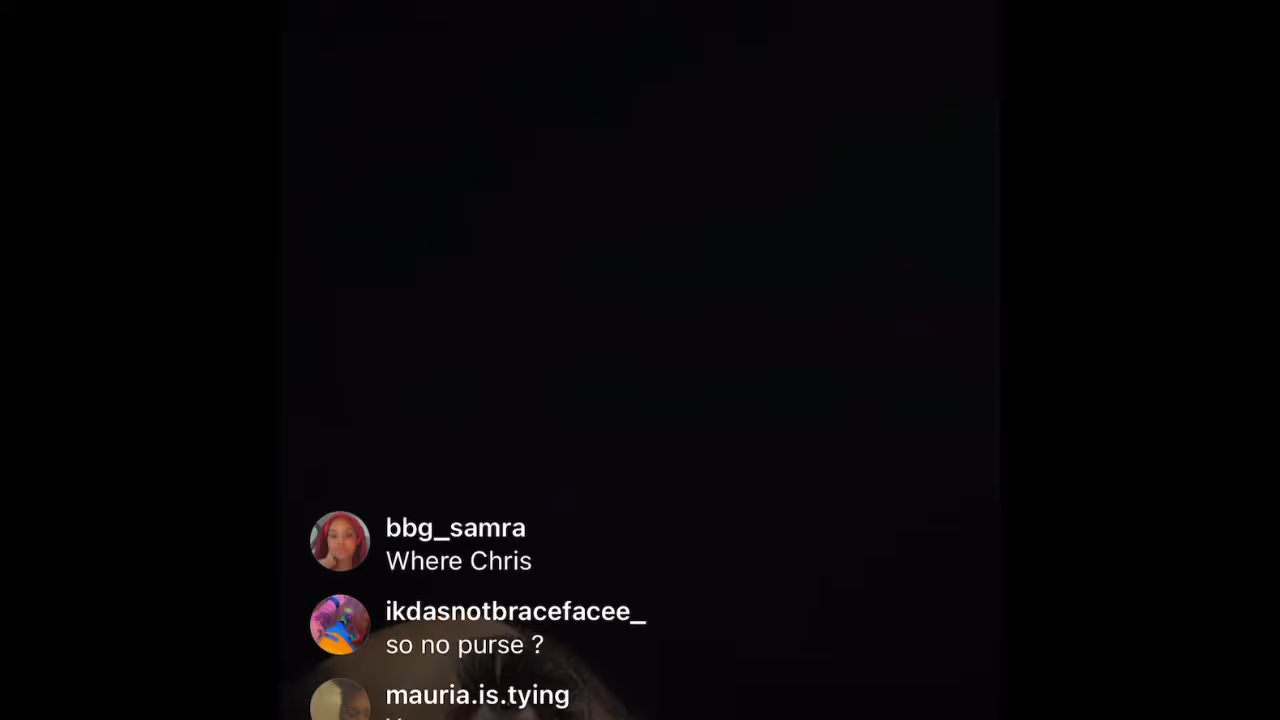 bbg_samra
Where Chris
ikdasnotbracefacee_
so no purse ?
mauria.is.tying